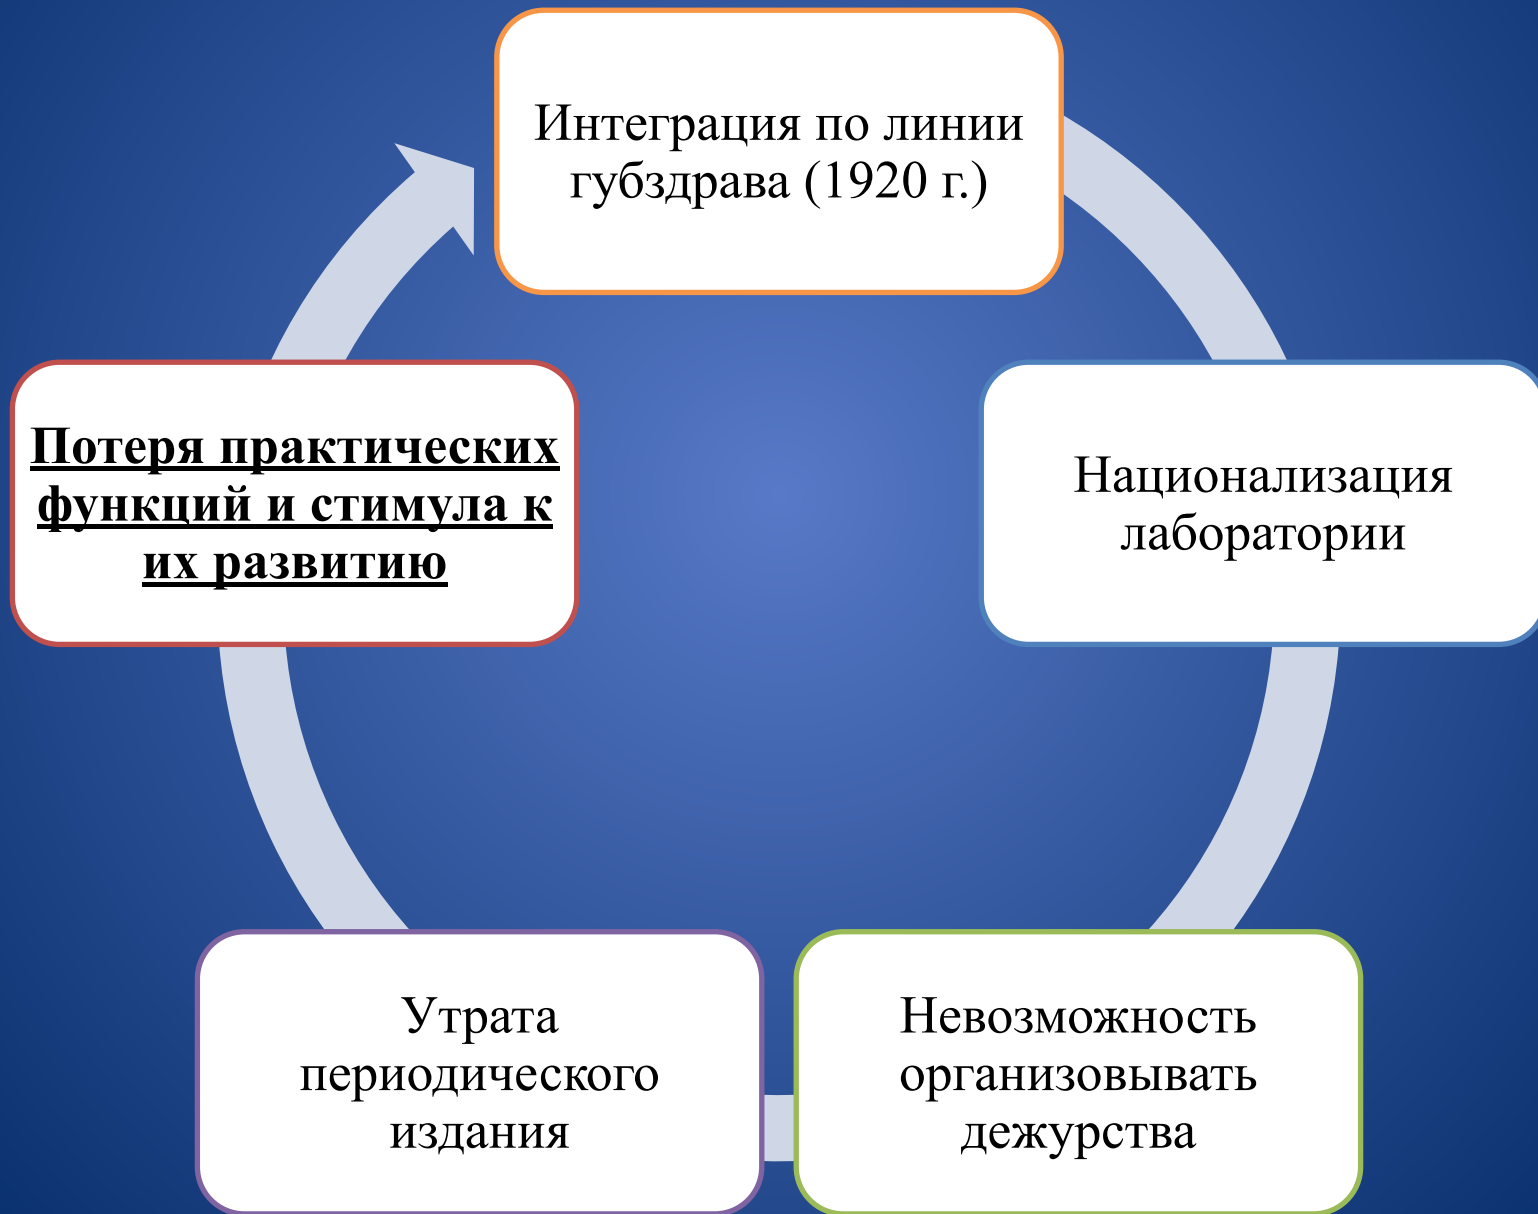 Интеграция по линии
губздрава (1920 г.)
Национализация
лаборатории
Невозможность
организовывать
дежурства
Утрата
периодического
издания
Потеря практических
функций и стимула к
их развитию